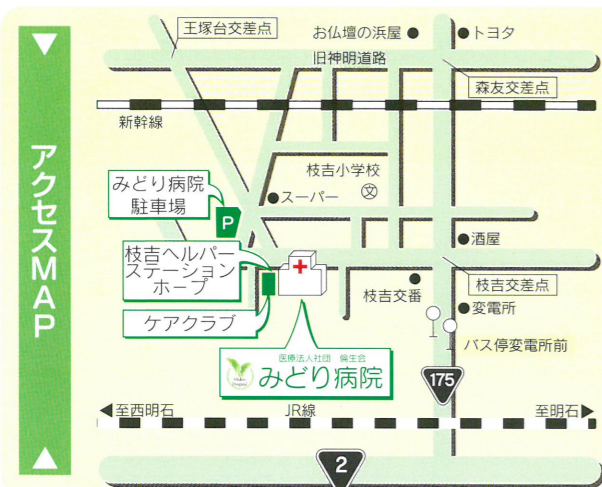 アクセスMAP
王塚台交差点
お仏壇の浜屋
トヨタ
旧神明道路
森友交差点
新幹線
枝吉小学校
文
みどり病院
駐車場
P
スーパー
酒屋
枝吉ヘルパー
ステーション
ホープ
枝吉交差点
枝吉交番
変電所
ケアクラブ
バス停変電所前
医療法人社団 倫生会
みどり病院
175
至西明石
JR線
至明石
2